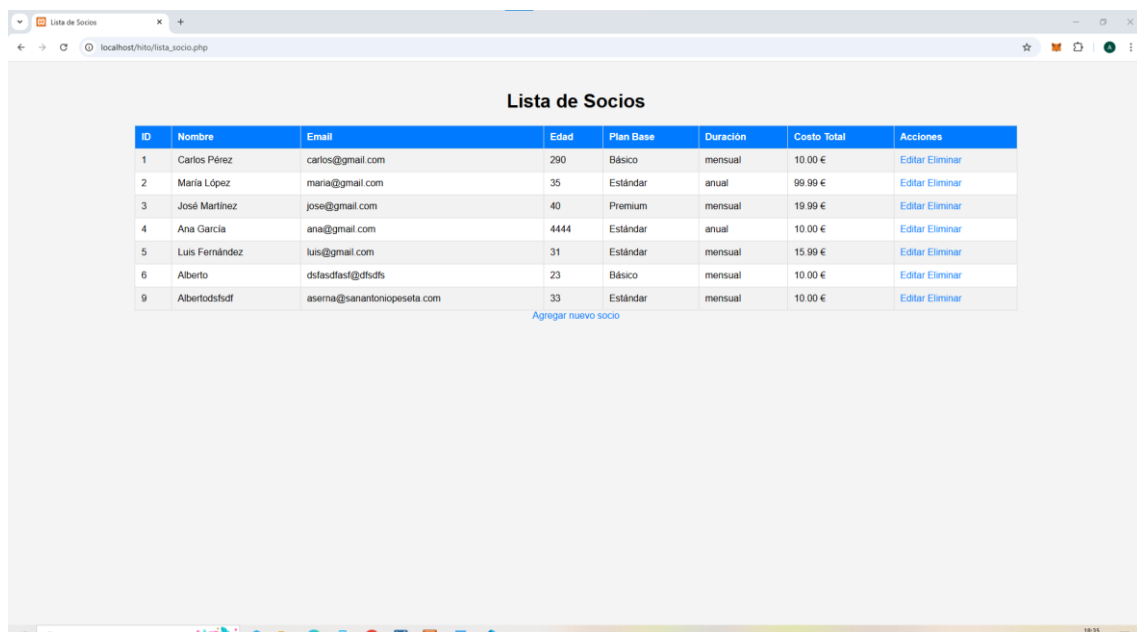 Lista de Socios
localhost/hito/lista_socio.php
Lista de Socios
ID Nombre Email Edad Plan Base Duración Costo Total Acciones
1 Carlos Pérez carlos@gmail.com 290 Básico mensual 10.00 € Editar Eliminar
2 María López maria@gmail.com 35 Estándar anual 99.99 € Editar Eliminar
3 José Martínez jose@gmail.com 40 Premium mensual 19.99 € Editar Eliminar
4 Ana García ana@gmail.com 4444 Estándar anual 10.00 € Editar Eliminar
5 Luis Fernández luis@gmail.com 31 Estándar mensual 15.99 € Editar Eliminar
6 Alberto dsfasdfasf@dfsdfs 23 Básico mensual 10.00 € Editar Eliminar
9 Albertodsfsdf aserna@sanantoniopeseta.com 33 Estándar mensual 10.00 € Editar Eliminar
Agregar nuevo socio